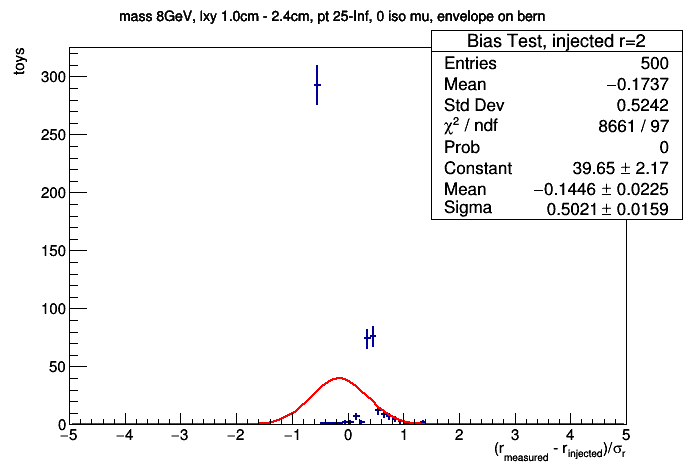 mass 8GeV, lxy 1.0cm - 2.4cm, pt 25-Inf, 0 iso mu, envelope on bern
Bias Test, injected r=2
Entries 500
Mean −0.1737
Std Dev 0.5242
χ² / ndf 8661 / 97
Prob 0
Constant 39.65 ± 2.17
Mean −0.1446 ± 0.0225
Sigma 0.5021 ± 0.0159
toys
300
250
200
150
100
50
0
−5 −4 −3 −2 −1 0 1 2 3 4 5
(r_measured - r_injected)/σ_r